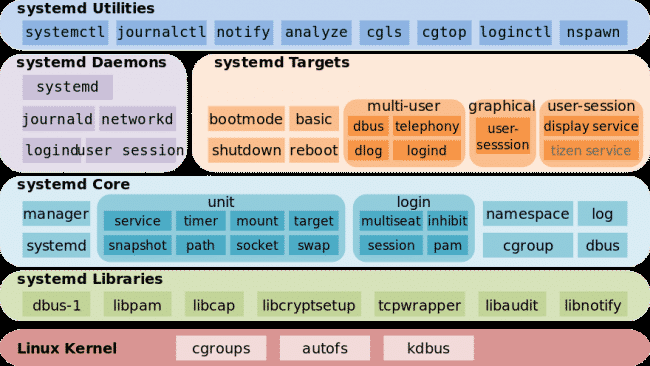 systemd Utilities
systemctl journalctl notify analyze cgls cgtop loginctl nspawn
systemd Daemons
systemd
journald networkd
logind user session
systemd Targets
bootmode basic
shutdown reboot
multi-user
dbus telephony
dlog logind
graphical
user-
sesssion
user-session
display service
tizen service
systemd Core
manager
systemd
unit
service timer mount target
snapshot path socket swap
login
multiseat inhibit
session pam
namespace log
cgroup dbus
systemd Libraries
dbus-1 libpam libcap libcryptsetup tcpwrapper libaudit libnotify
Linux Kernel cgroups autofs kdbus